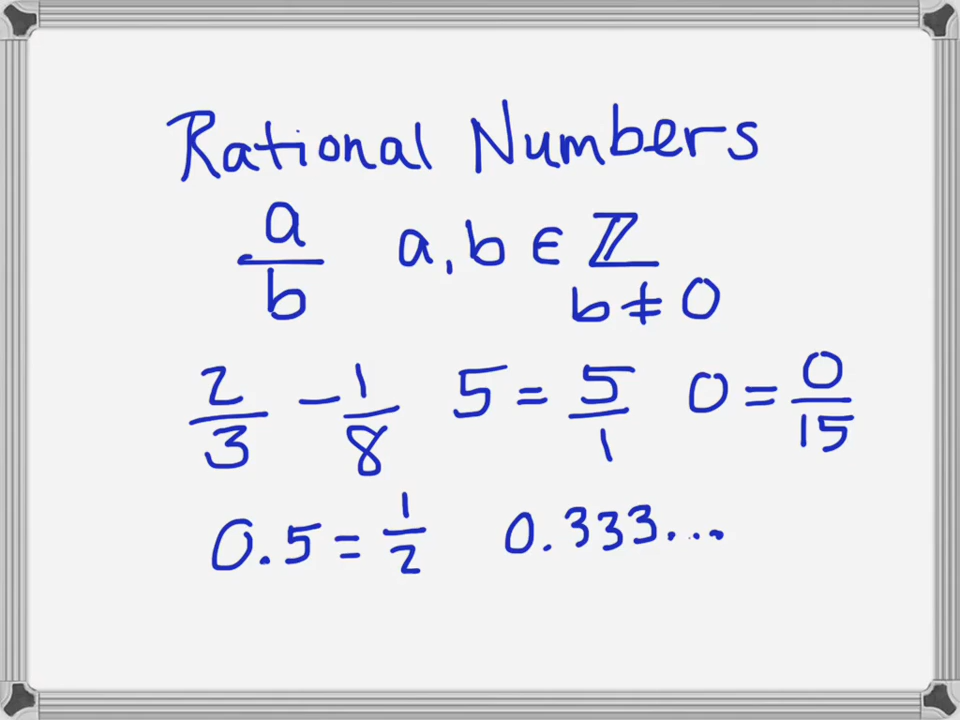 Rational Numbers
a/b a, b ∈ ℤ
b ≠ 0
2/3 -1/8 5 = 5/1 0 = 0/15
0.5 = 1/2 0.333...